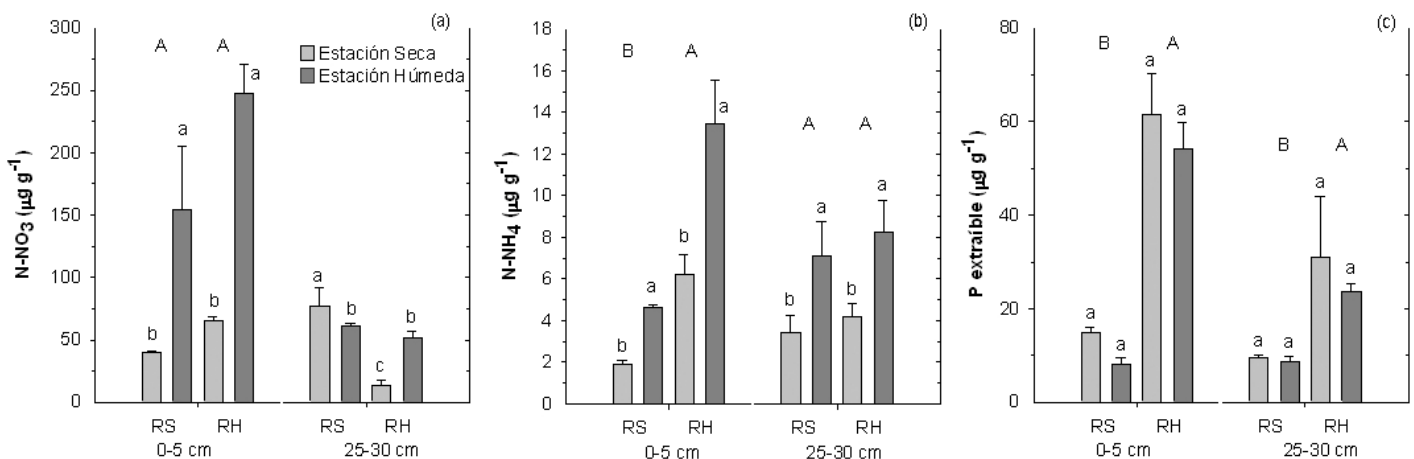 (a)
300
250
200
150
100
50
0
N-NO3 (µg g-1)
A A
Estación Seca
Estación Húmeda
b a b a
a b c b
RS RH RS RH
0-5 cm 25-30 cm
(b)
18
16
14
12
10
8
6
4
2
0
N-NH4 (µg g-1)
B A
A A
b a b a
b a b a
RS RH RS RH
0-5 cm 25-30 cm
(c)
80
60
40
20
0
P extraíble (µg g-1)
B A
B A
a a a a
a a a a
RS RH RS RH
0-5 cm 25-30 cm